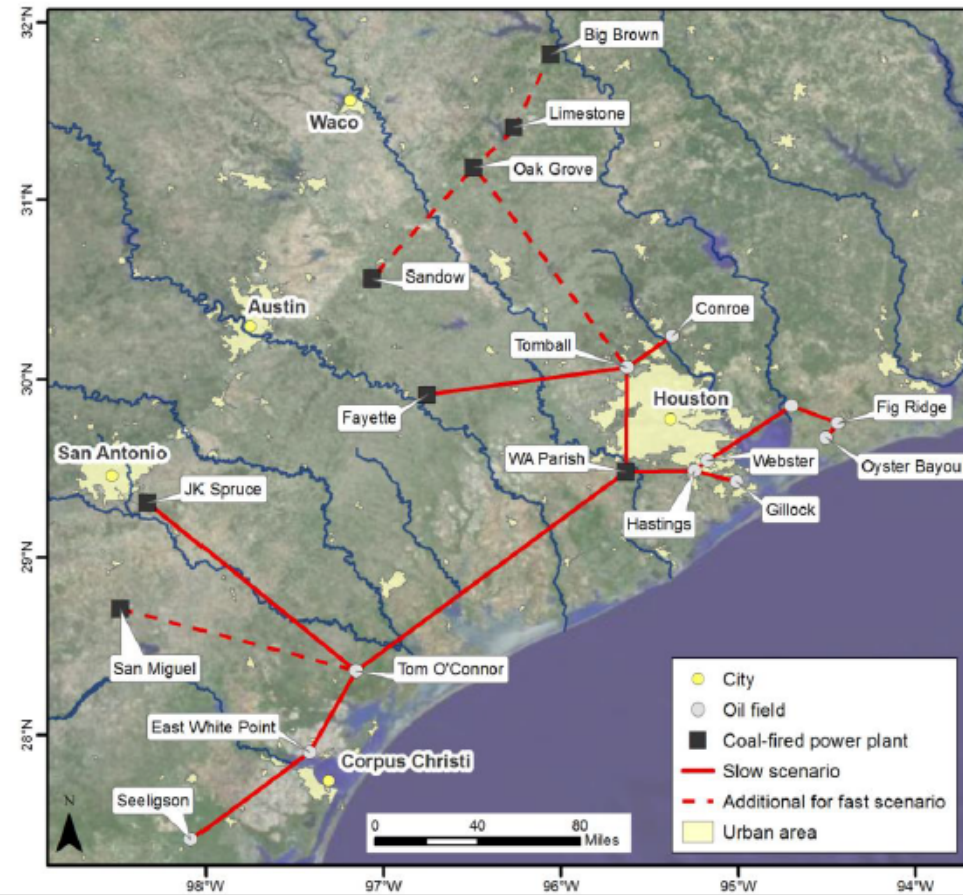 32°N
31°N
30°N
29°N
28°N
Big Brown
Limestone
Waco
Oak Grove
Sandow
Austin
Conroe
Tomball
Fayette
Houston
Fig Ridge
San Antonio
WA Parish
Webster
Oyster Bayou
JK Spruce
Hastings
Gillock
San Miguel
Tom O'Connor
East White Point
Corpus Christi
Seeligson
N
0 40 80
Miles
City
Oil field
Coal-fired power plant
Slow scenario
Additional for fast scenario
Urban area
98°W 97°W 96°W 95°W 94°W